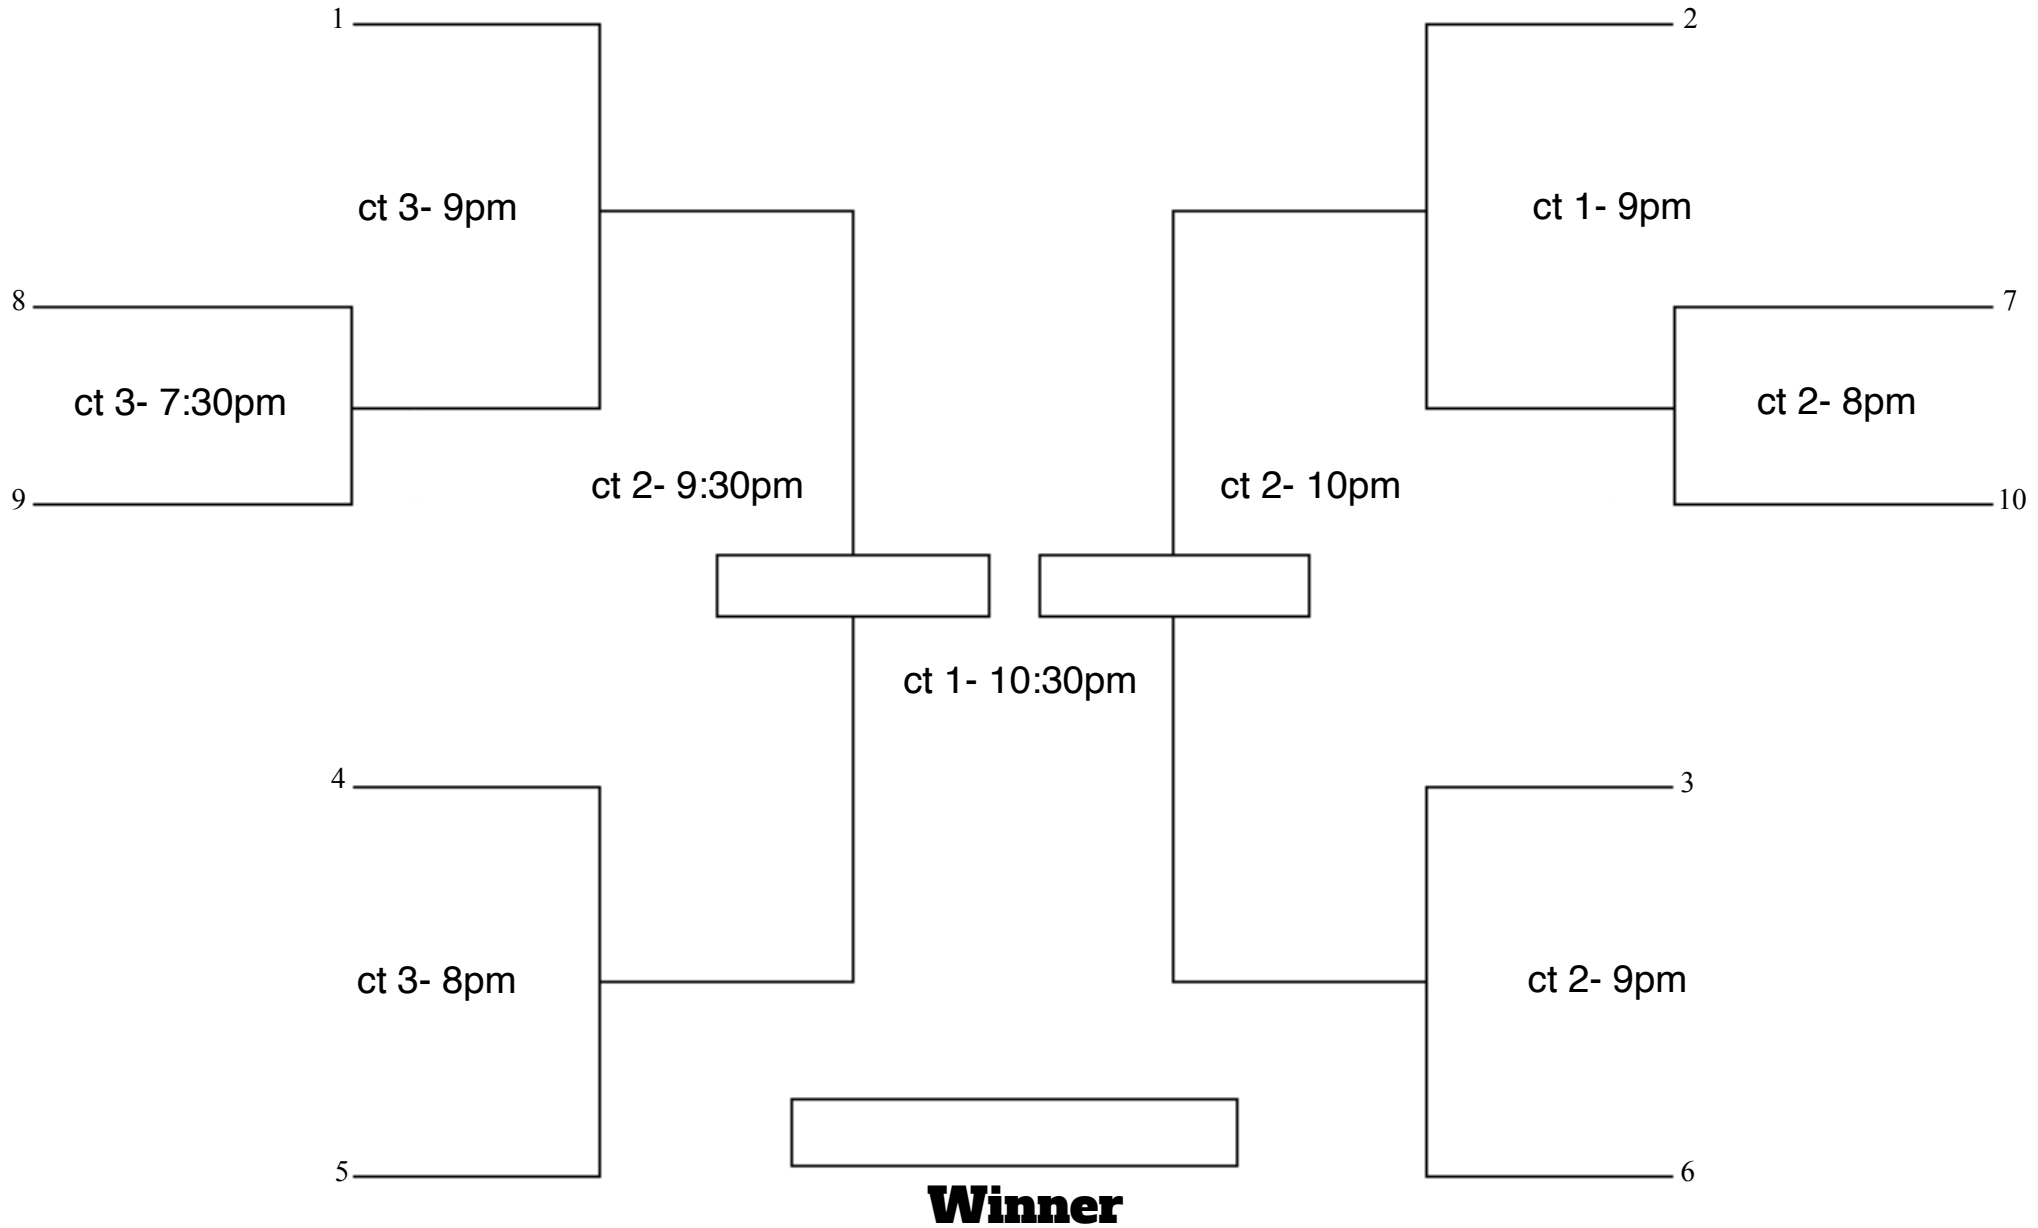 1
2
ct 3- 9pm
ct 1- 9pm
8
7
ct 3- 7:30pm
ct 2- 8pm
9
10
ct 2- 9:30pm
ct 2- 10pm
ct 1- 10:30pm
4
3
ct 3- 8pm
ct 2- 9pm
5
6
Winner